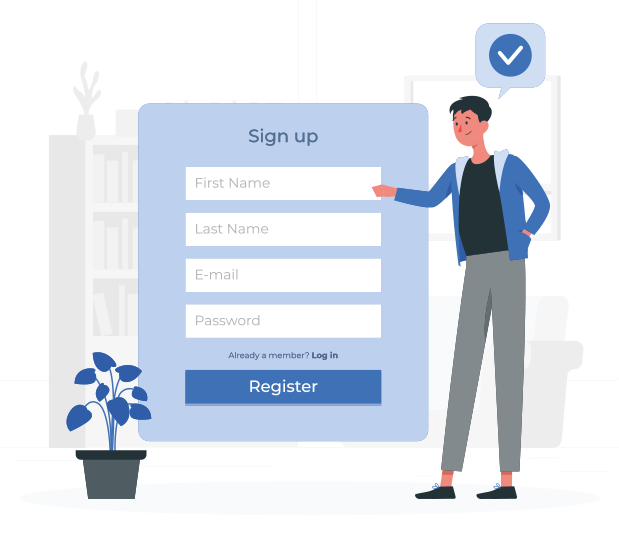 Sign up
First Name
Last Name
E-mail
Password
Already a member? Log in
Register